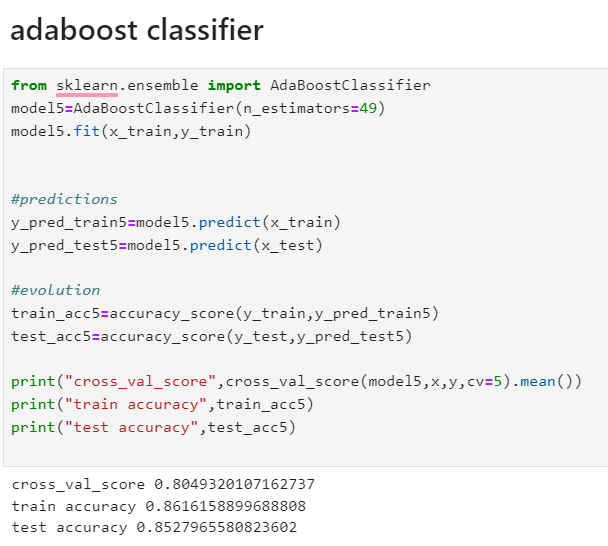 adaboost classifier
from sklearn.ensemble import AdaBoostClassifier
model5=AdaBoostClassifier(n_estimators=49)
model5.fit(x_train,y_train)
#predictions
y_pred_train5=model5.predict(x_train)
y_pred_test5=model5.predict(x_test)
#evolution
train_acc5=accuracy_score(y_train,y_pred_train5)
test_acc5=accuracy_score(y_test,y_pred_test5)
print("cross_val_score",cross_val_score(model5,x,y,cv=5).mean())
print("train accuracy",train_acc5)
print("test accuracy",test_acc5)
cross_val_score 0.8049320107162737
train accuracy 0.8616158899688808
test accuracy 0.8527965580823602